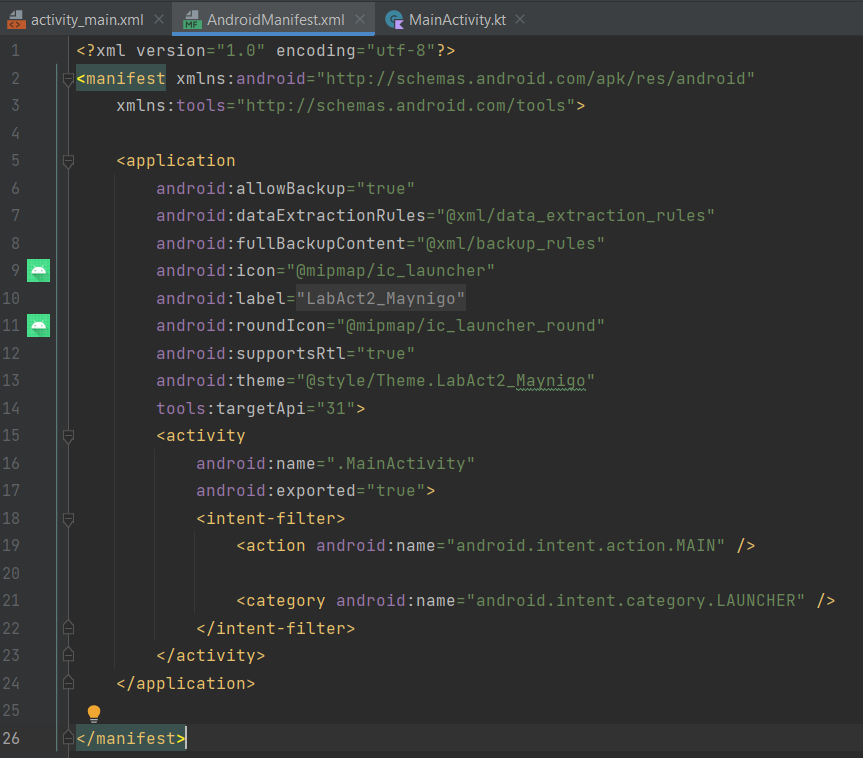 activity_main.xml AndroidManifest.xml MainActivity.kt
1 <?xml version="1.0" encoding="utf-8"?>
2 <manifest xmlns:android="http://schemas.android.com/apk/res/android"
3 xmlns:tools="http://schemas.android.com/tools">
4
5 <application
6 android:allowBackup="true"
7 android:dataExtractionRules="@xml/data_extraction_rules"
8 android:fullBackupContent="@xml/backup_rules"
9 android:icon="@mipmap/ic_launcher"
10 android:label="LabAct2_Maynigo"
11 android:roundIcon="@mipmap/ic_launcher_round"
12 android:supportsRtl="true"
13 android:theme="@style/Theme.LabAct2_Maynigo"
14 tools:targetApi="31">
15 <activity
16 android:name=".MainActivity"
17 android:exported="true">
18 <intent-filter>
19 <action android:name="android.intent.action.MAIN" />
20
21 <category android:name="android.intent.category.LAUNCHER" />
22 </intent-filter>
23 </activity>
24 </application>
25
26 </manifest>